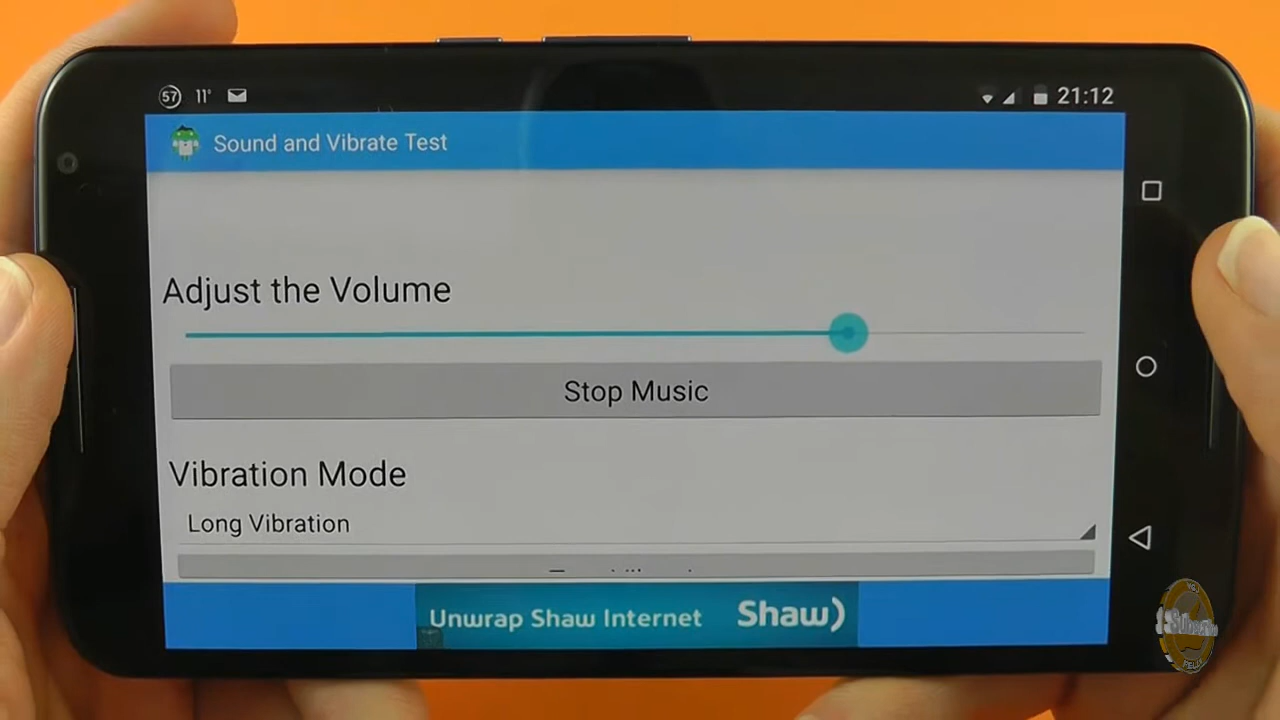 57 11° 21:12
Sound and Vibrate Test
Adjust the Volume
Stop Music
Vibration Mode
Long Vibration
Unwrap Shaw Internet Shaw)